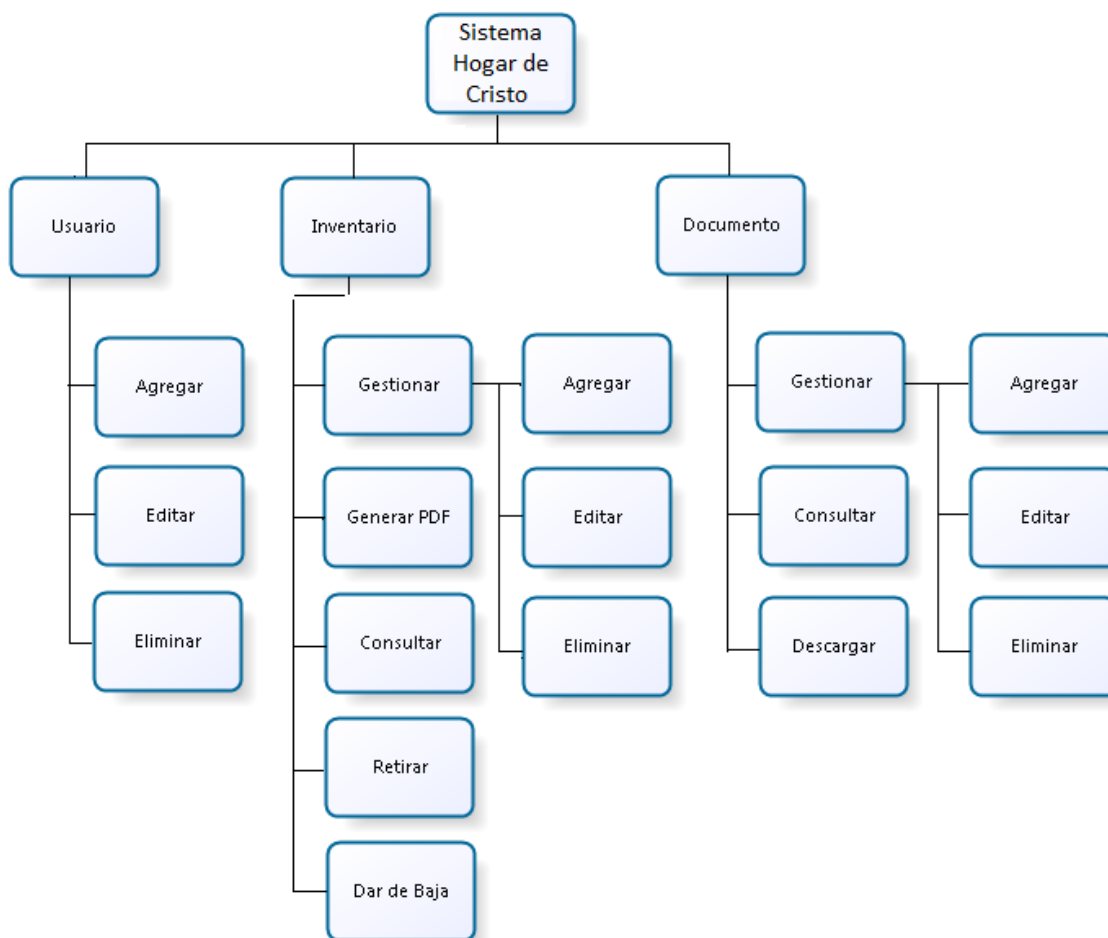 Sistema
Hogar de
Cristo
Usuario
Inventario
Documento
Agregar
Gestionar
Agregar
Gestionar
Agregar
Editar
Generar PDF
Editar
Consultar
Editar
Eliminar
Consultar
Eliminar
Descargar
Eliminar
Retirar
Dar de Baja